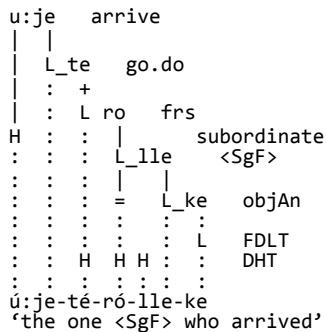 u:je    arrive
|  |
|  L_te    go.do
|  :  +
|  :  L ro    frs
H  :  :  |    subordinate
:  :  :  L_lle    <SgF>
:  :  :  |   |
:  :  :  =   L_ke    objAn
:  :  :  :   :  :
:  :  :  :   :  L    FDLT
:  :  H  H H :  :    DHT
:  :  :  : : :  :
ú:je-té-ró-lle-ke
‘the one <SgF> who arrived’